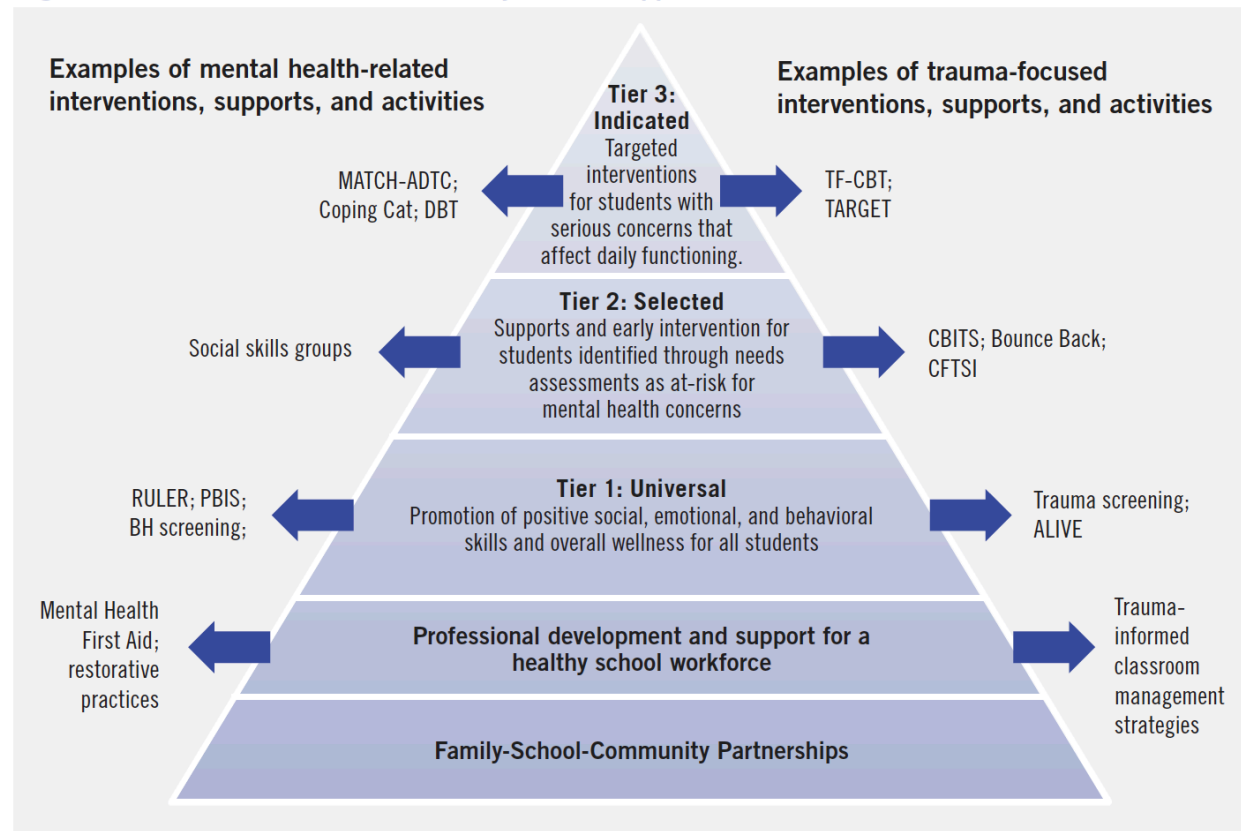 Examples of mental health-related
interventions, supports, and activities
Examples of trauma-focused
interventions, supports, and activities
Tier 3:
Indicated
Targeted
interventions
for students with
serious concerns that
affect daily functioning.
MATCH-ADTC;
Coping Cat; DBT
TF-CBT;
TARGET
Tier 2: Selected
Supports and early intervention for
students identified through needs
assessments as at-risk for
mental health concerns
Social skills groups
CBITS; Bounce Back;
CFTSI
Tier 1: Universal
Promotion of positive social, emotional, and behavioral
skills and overall wellness for all students
RULER; PBIS;
BH screening;
Trauma screening;
ALIVE
Professional development and support for a
healthy school workforce
Mental Health
First Aid;
restorative
practices
Trauma-
informed
classroom
management
strategies
Family-School-Community Partnerships